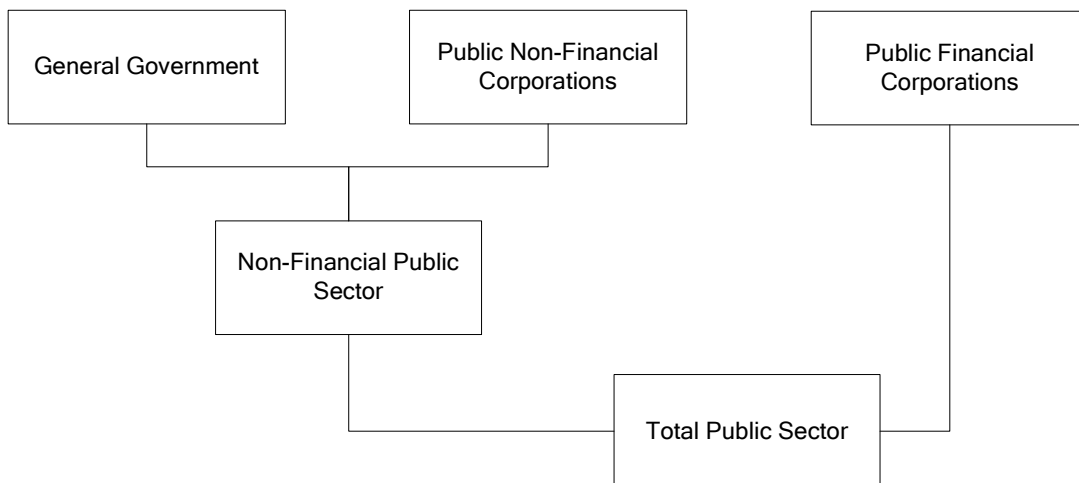 General Government
Public Non-Financial
Corporations
Public Financial
Corporations
Non-Financial Public
Sector
Total Public Sector